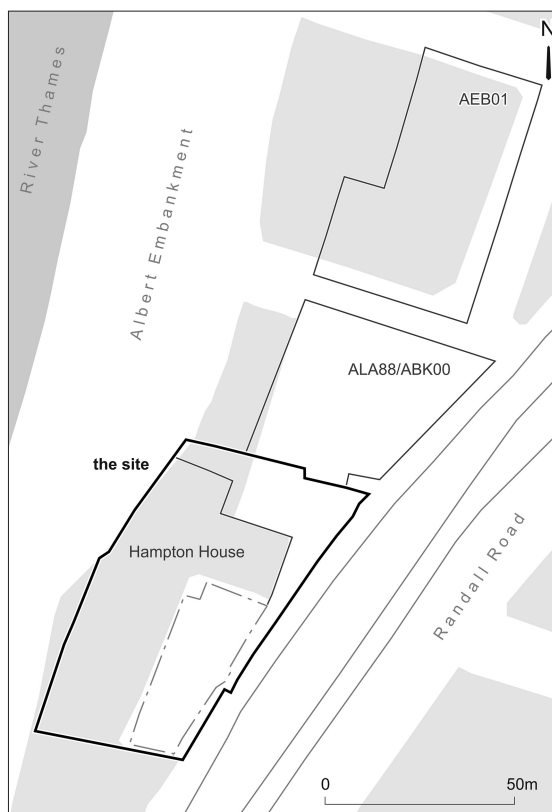 N
AEB01
River Thames
Albert Embankment
ALA88/ABK00
the site
Hampton House
Randall Road
0 50m